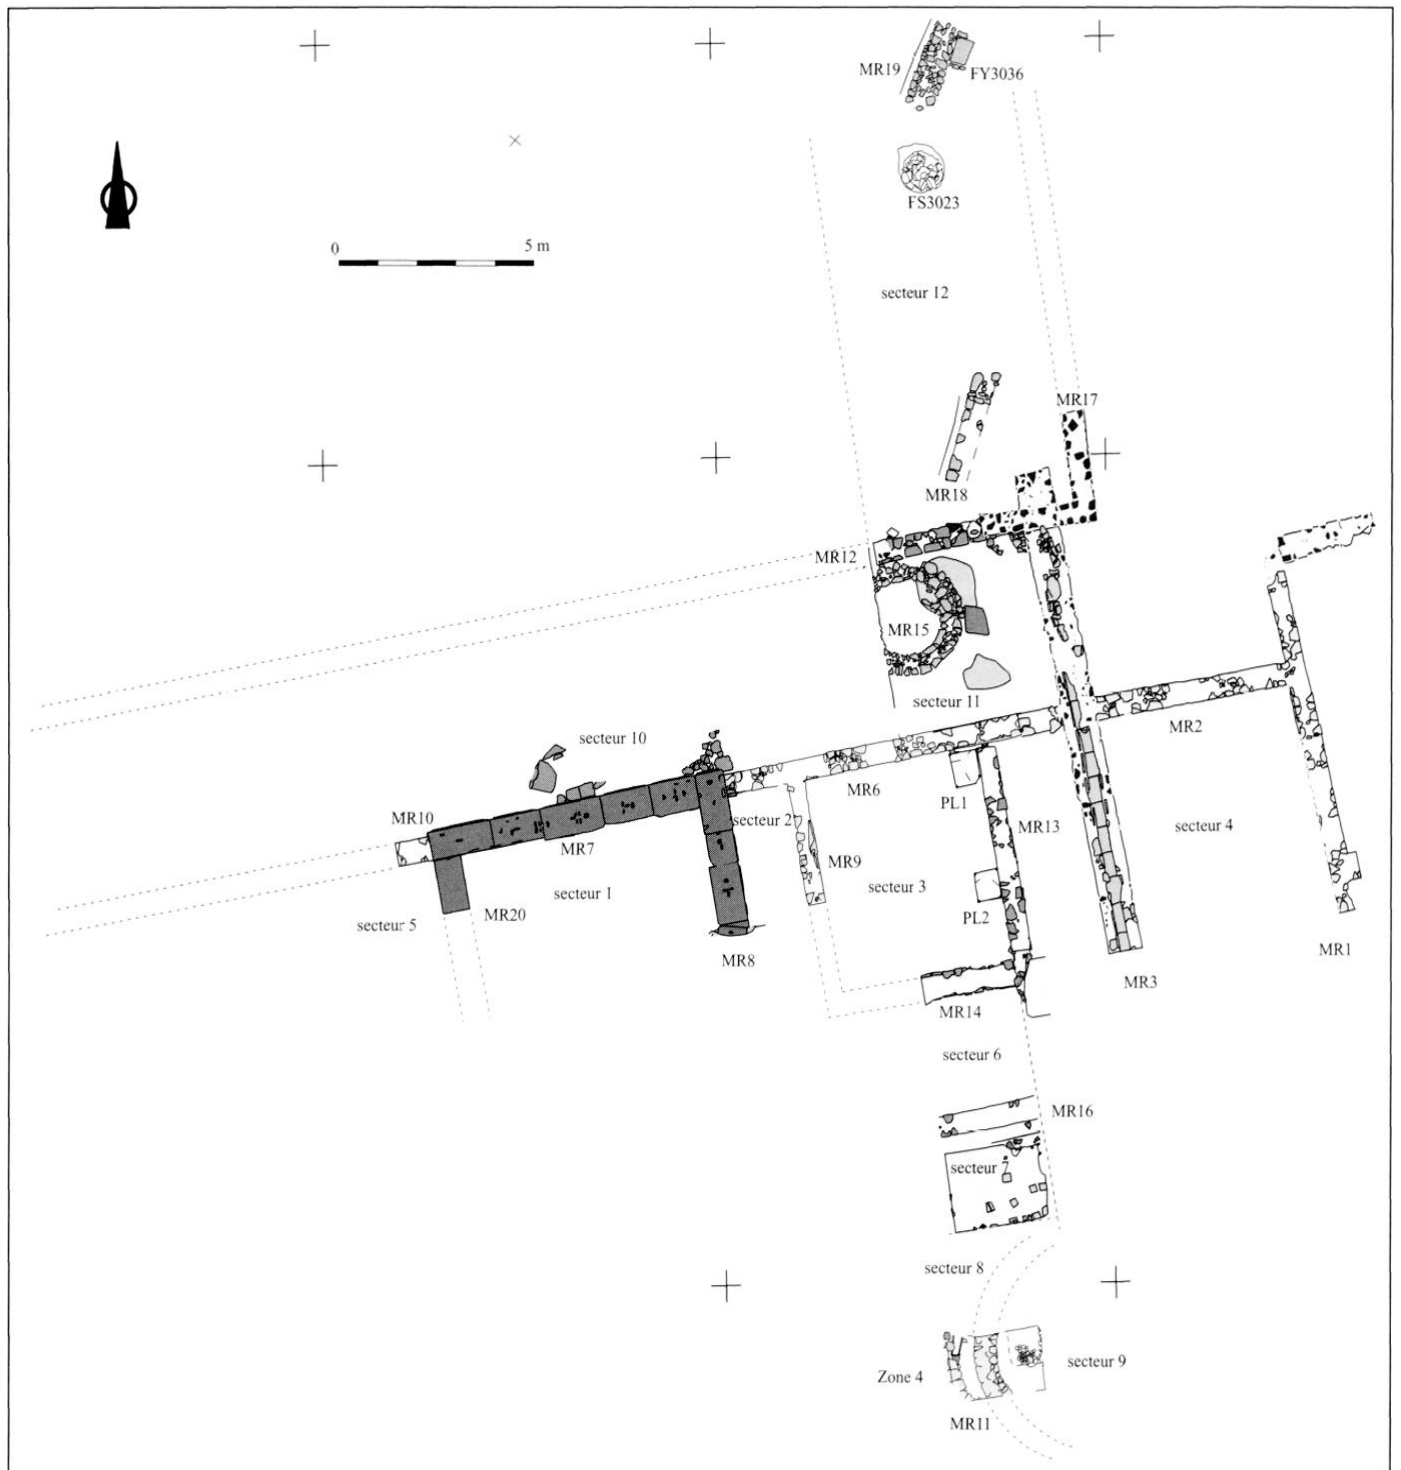 MR19
FY3036
FS3023
0 5 m
secteur 12
MR17
MR18
MR12
MR15
secteur 11
secteur 10
MR2
MR6
PL1
MR10
secteur 2
MR13
secteur 4
MR7
MR9
secteur 1
secteur 3
MR20
PL2
secteur 5
MR8
MR1
MR3
MR14
secteur 6
MR16
secteur 7
secteur 8
secteur 9
Zone 4
MR11